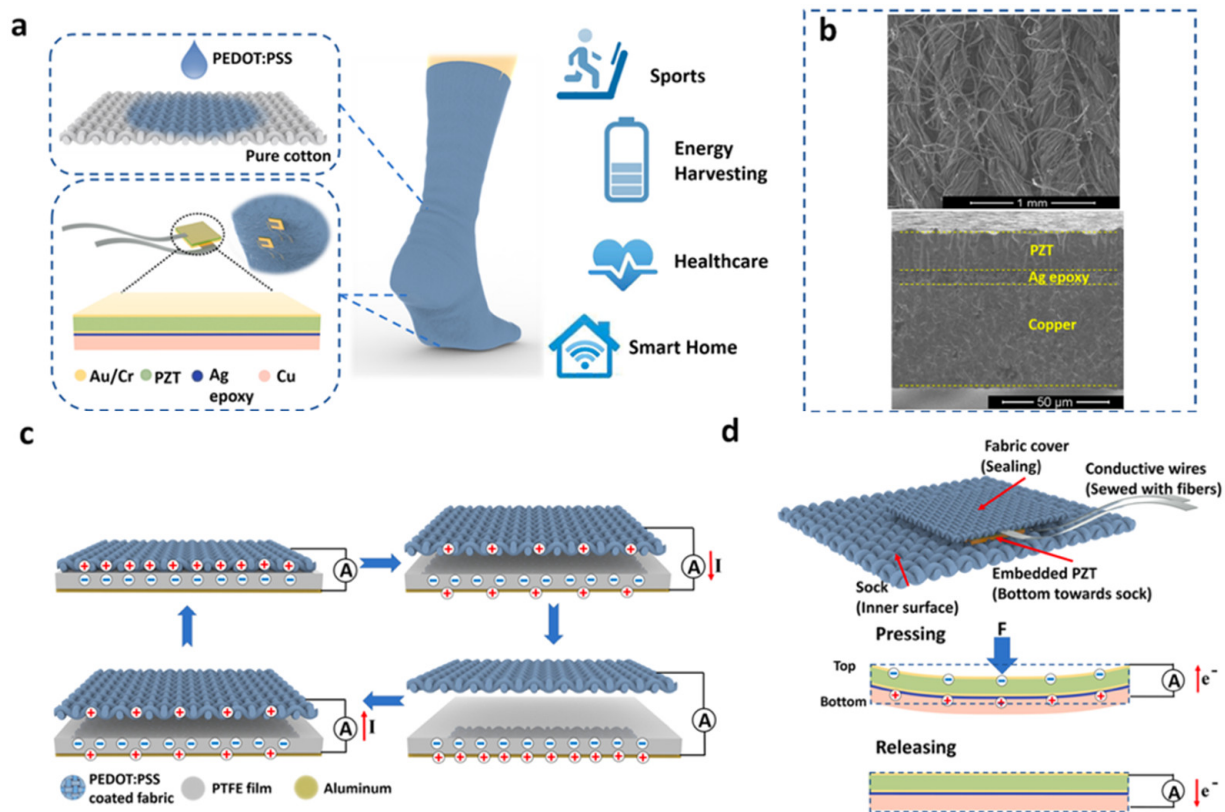 a
PEDOT:PSS
Pure cotton
Au/Cr
PZT
Ag
epoxy
Cu
Sports
Energy
Harvesting
Healthcare
Smart Home
b
1 mm
PZT
Ag epoxy
Copper
50 µm
c
A
A
I
A
I
A
PEDOT:PSS
coated fabric
PTFE film
Aluminum
d
Fabric cover
(Sealing)
Conductive wires
(Sewed with fibers)
Sock
(Inner surface)
Embedded PZT
(Bottom towards sock)
Pressing
F
Top
Bottom
A
e⁻
Releasing
A
e⁻